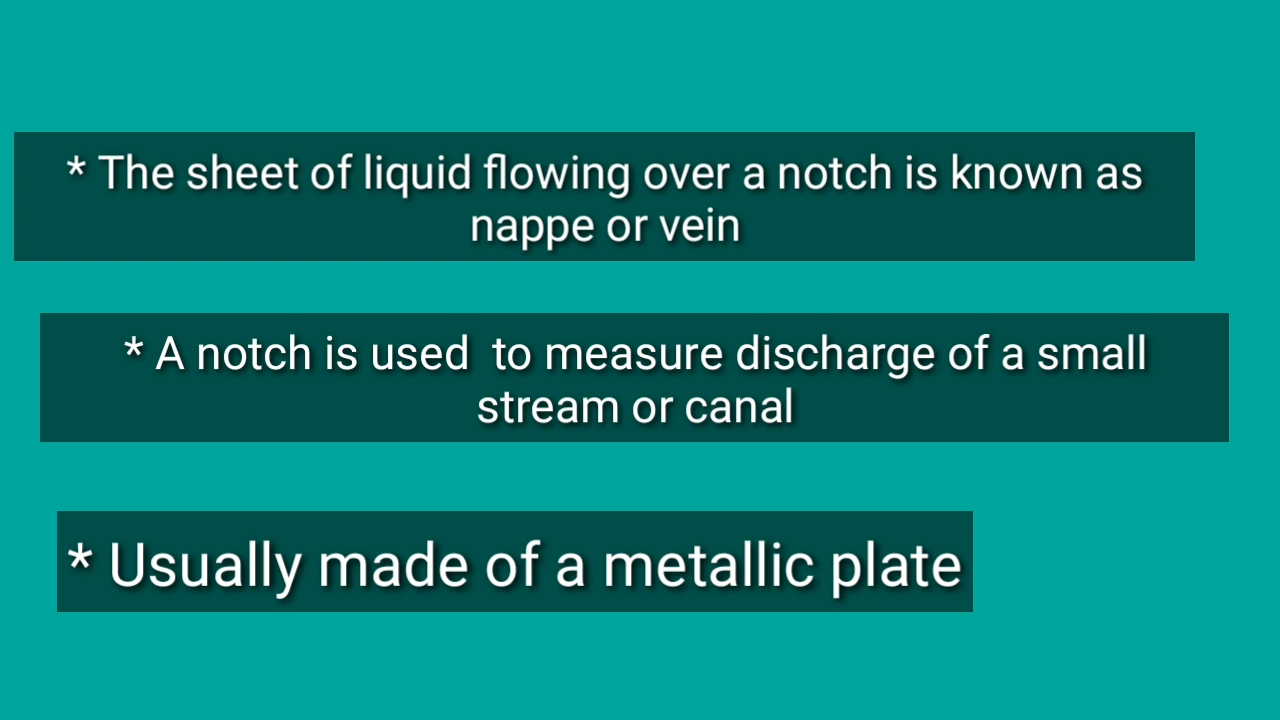 * The sheet of liquid flowing over a notch is known as
nappe or vein
* A notch is used  to measure discharge of a small
stream or canal
* Usually made of a metallic plate